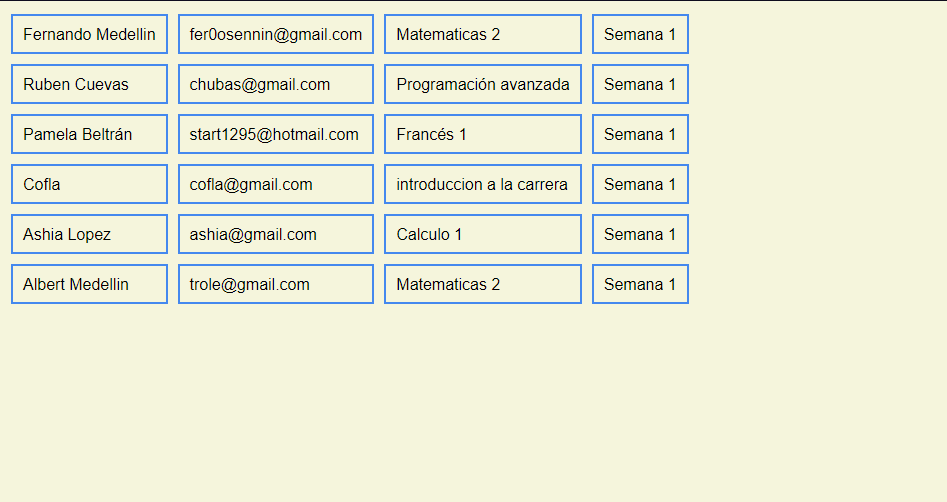 Fernando Medellin fer0osennin@gmail.com Matematicas 2 Semana 1
Ruben Cuevas chubas@gmail.com Programación avanzada Semana 1
Pamela Beltrán start1295@hotmail.com Francés 1 Semana 1
Cofla cofla@gmail.com introduccion a la carrera Semana 1
Ashia Lopez ashia@gmail.com Calculo 1 Semana 1
Albert Medellin trole@gmail.com Matematicas 2 Semana 1